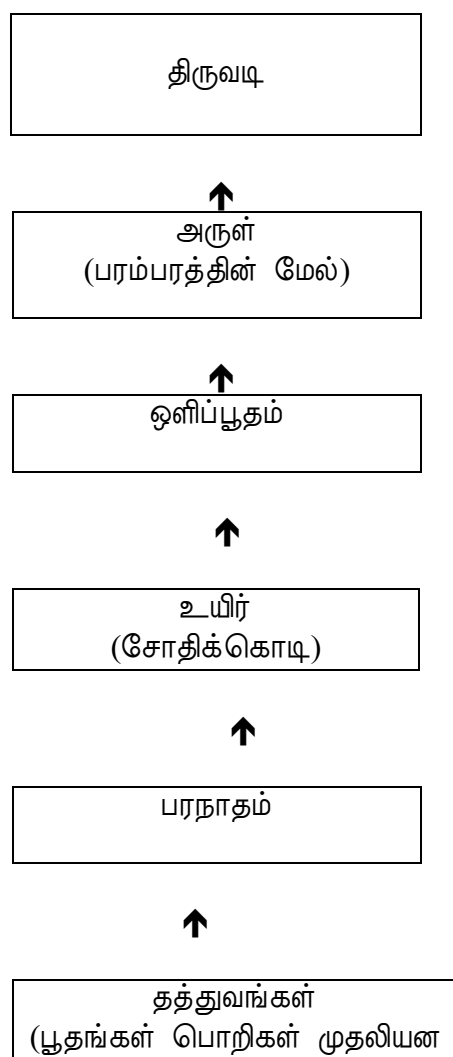 திருவடி
அருள்
(பரம்பரத்தின் மேல்)
ஒளிப்பூதம்
உயிர்
(சோதிக்கொடி)
பரநாதம்
தத்துவங்கள்
(பூதங்கள் பொறிகள் முதலியன